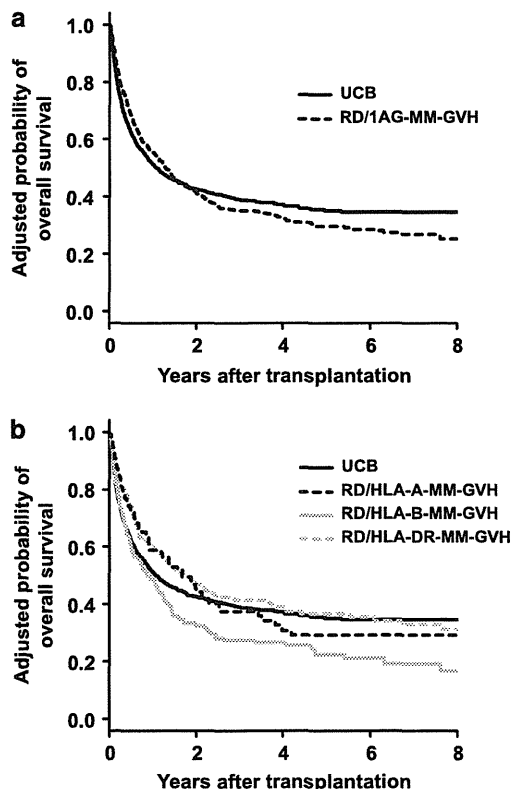 a
1.0
0.8
0.6
0.4
0.2
0.0
Adjusted probability of
overall survival
UCB
RD/1AG-MM-GVH
0 2 4 6 8
Years after transplantation
b
1.0
0.8
0.6
0.4
0.2
0.0
Adjusted probability of
overall survival
UCB
RD/HLA-A-MM-GVH
RD/HLA-B-MM-GVH
RD/HLA-DR-MM-GVH
0 2 4 6 8
Years after transplantation